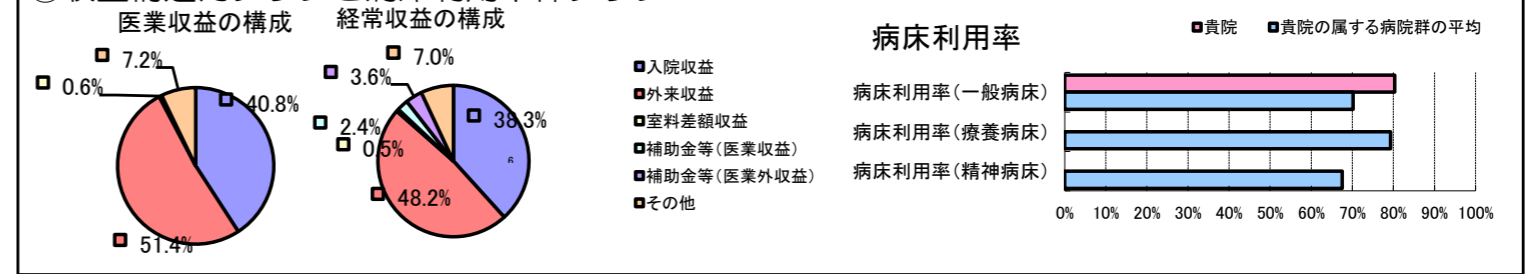 医業収益の構成
経常収益の構成
7.2%
0.6%
40.8%
51.4%
7.0%
3.6%
2.4%
0.5%
38.3%
6
48.2%
入院収益
外来収益
室料差額収益
補助金等(医業収益)
補助金等(医業外収益)
その他
病床利用率
貴院 貴院の属する病院群の平均
病床利用率(一般病床)
病床利用率(療養病床)
病床利用率(精神病床)
0% 10% 20% 30% 40% 50% 60% 70% 80% 90% 100%